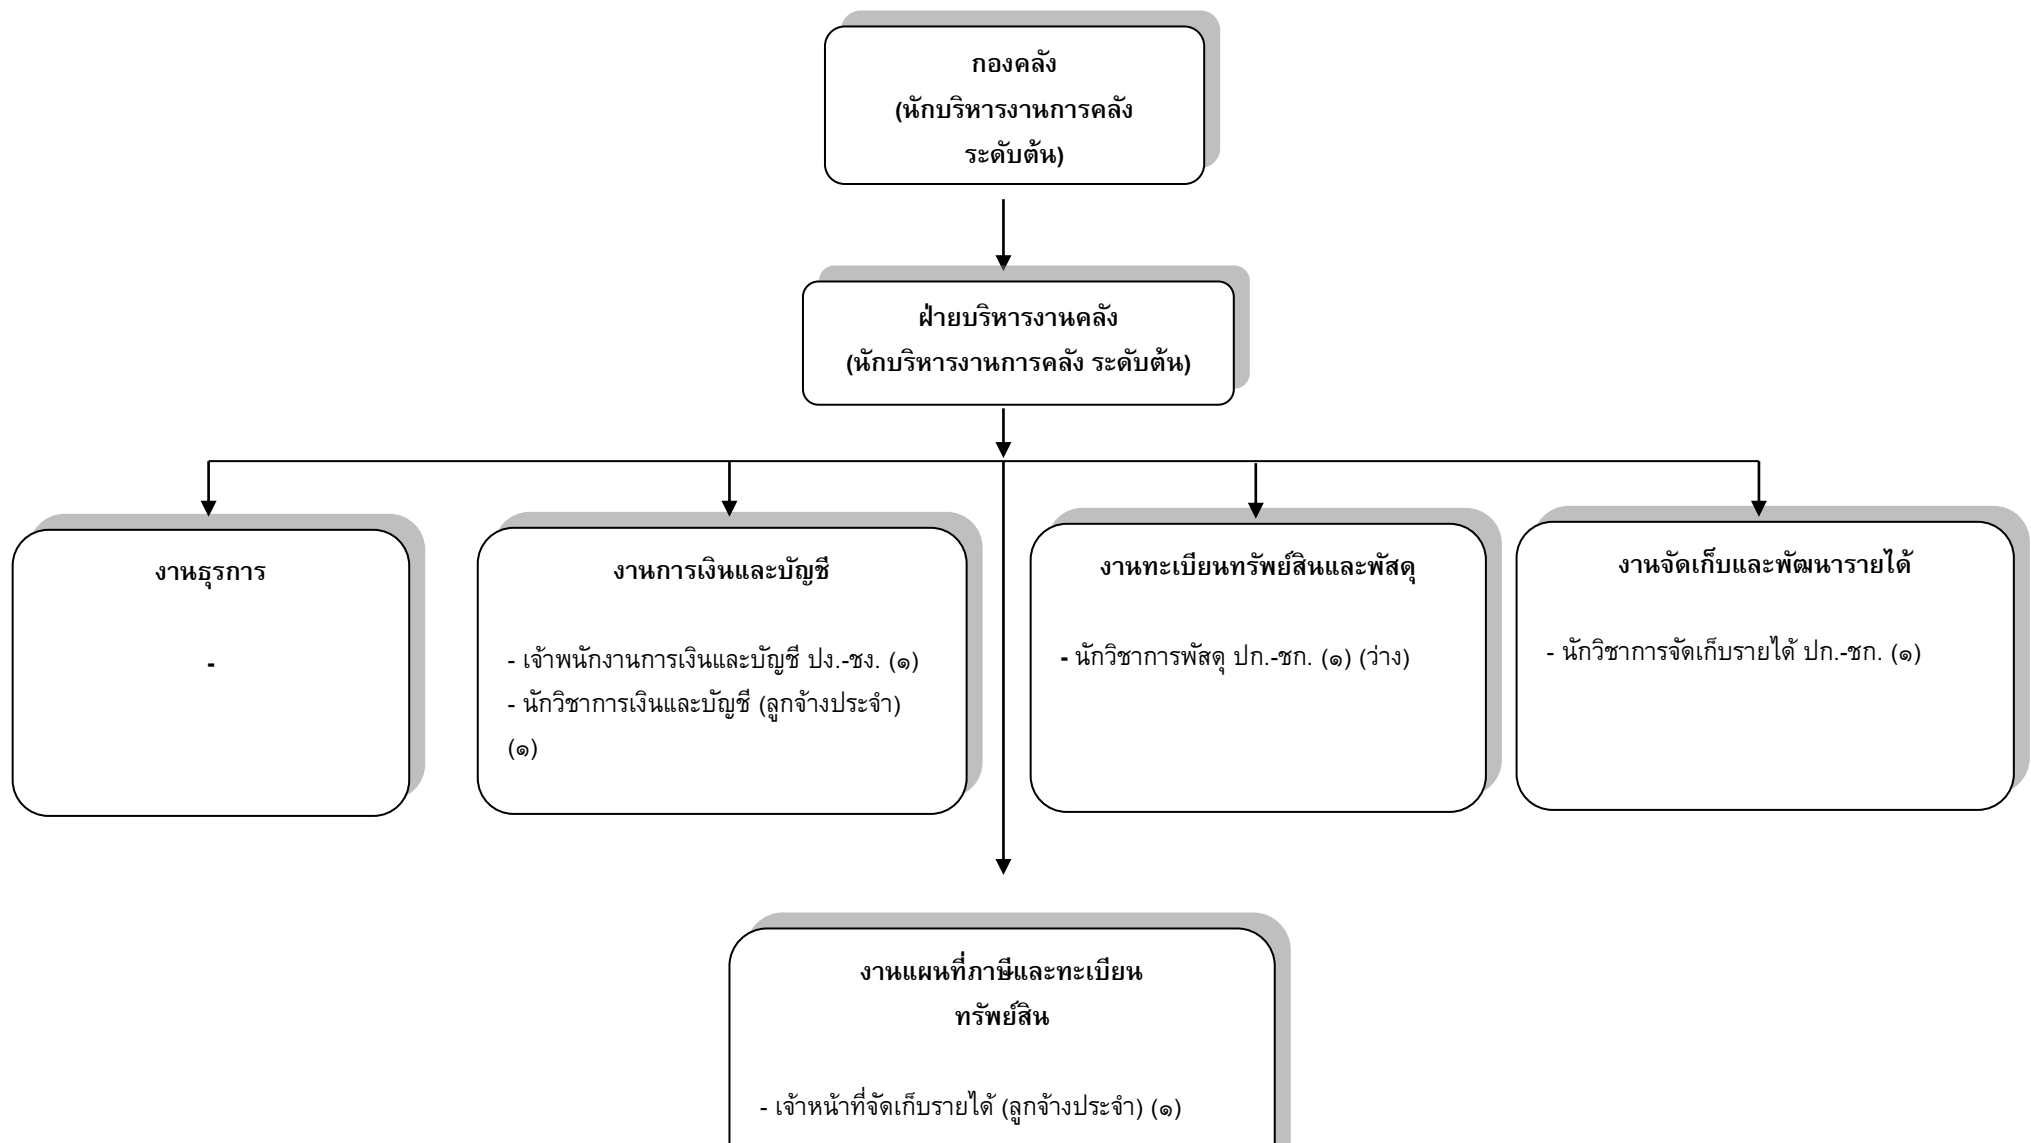 กองคลัง
(นักบริหารงานการคลัง
ระดับต้น)
ฝ่ายบริหารงานคลัง
(นักบริหารงานการคลัง ระดับต้น)
งานธุรการ
-
งานการเงินและบัญชี
- เจ้าพนักงานการเงินและบัญชี ปง.-ชง. (๑)
- นักวิชาการเงินและบัญชี (ลูกจ้างประจำ)
(๑)
งานทะเบียนทรัพย์สินและพัสดุ
- นักวิชาการพัสดุ ปก.-ชก. (๑) (ว่าง)
งานจัดเก็บและพัฒนารายได้
- นักวิชาการจัดเก็บรายได้ ปก.-ชก. (๑)
งานแผนที่ภาษีและทะเบียน
ทรัพย์สิน
- เจ้าหน้าที่จัดเก็บรายได้ (ลูกจ้างประจำ) (๑)